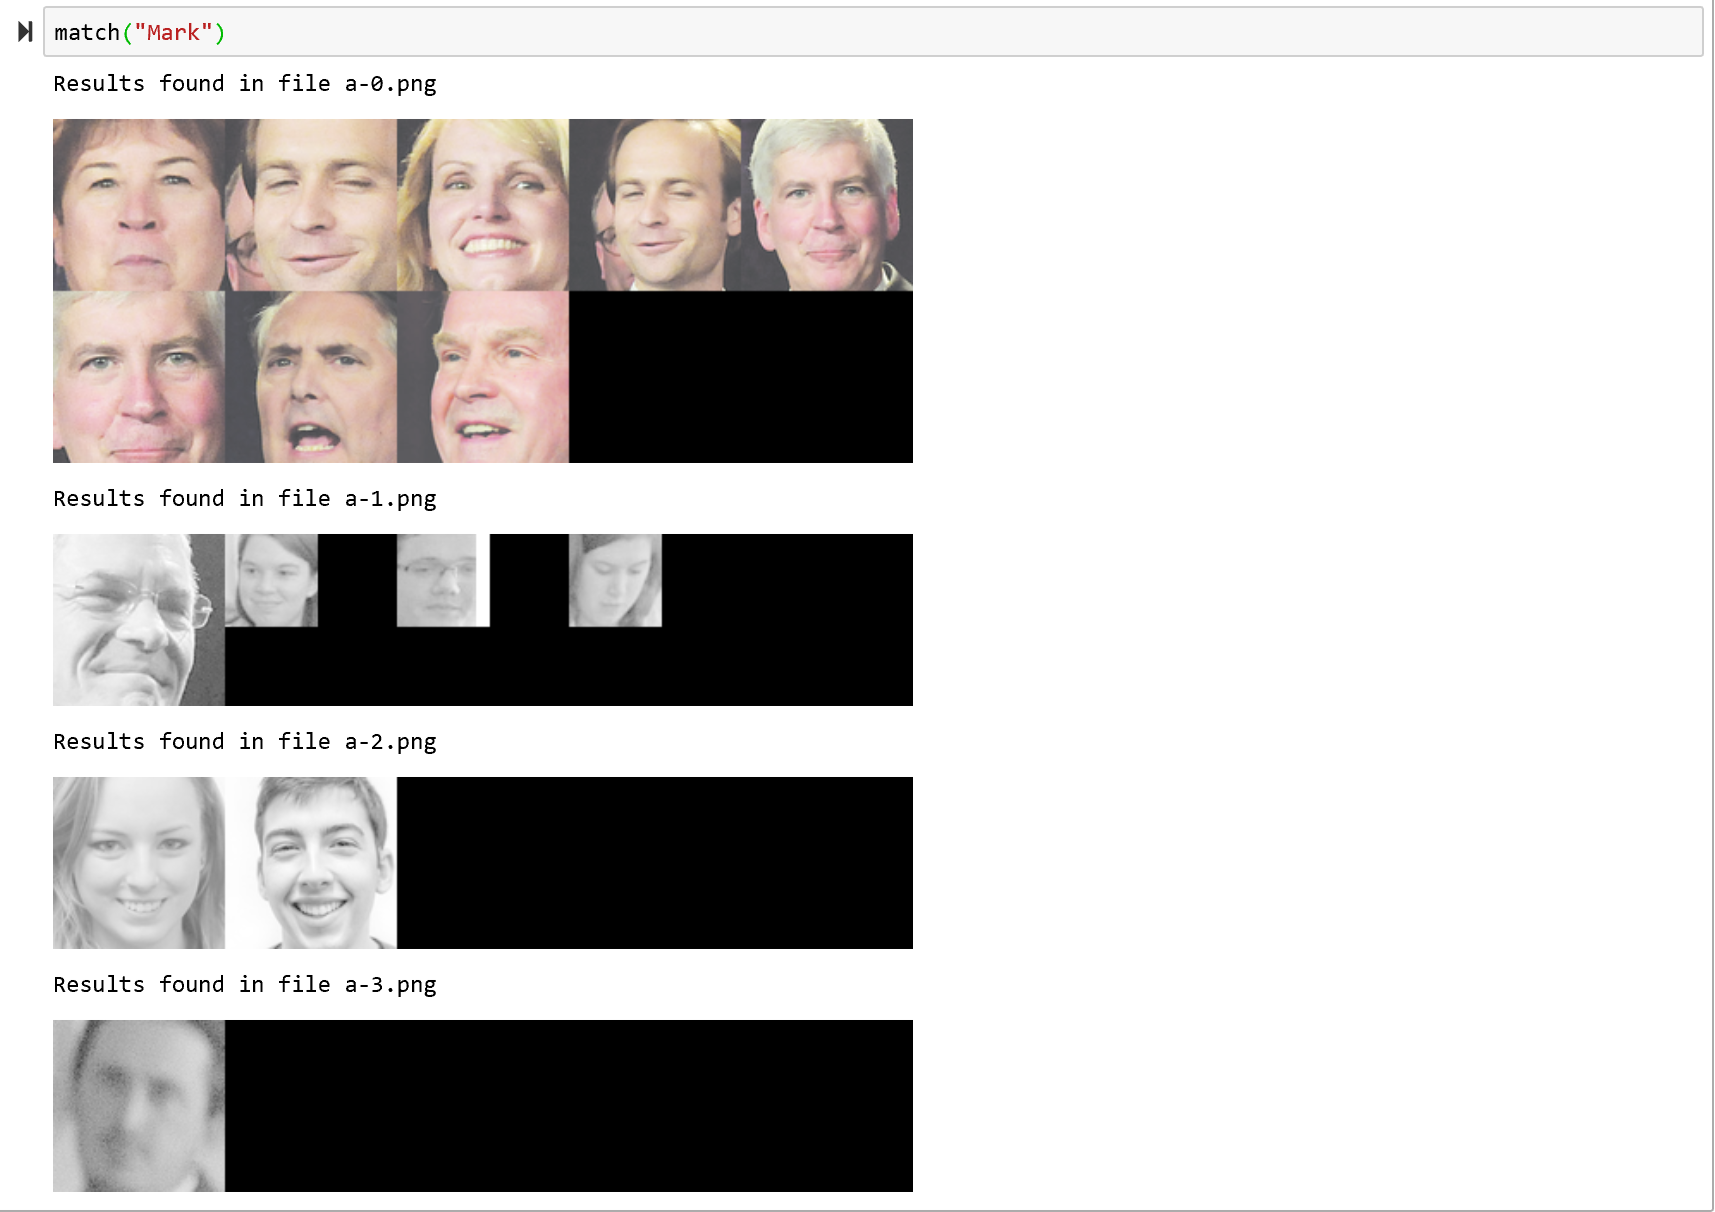 match("Mark")
Results found in file a-0.png
Results found in file a-1.png
Results found in file a-2.png
Results found in file a-3.png